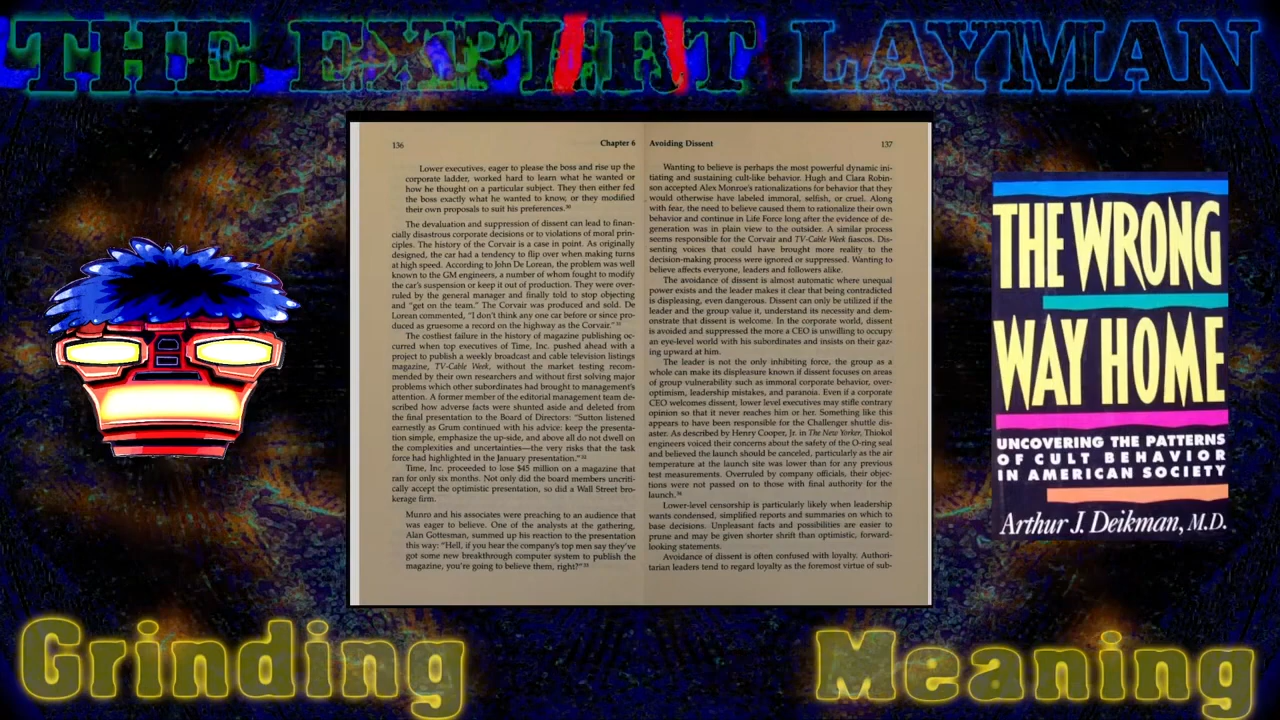 THE EXPERT LAYMAN
136
Chapter 6
Lower executives, eager to please the boss and rise up the
corporate ladder, worked hard to learn what he wanted or
how he thought on a particular subject. They then either fed
the boss exactly what he wanted to know, or they modified
their own proposals to suit his preferences.30
The devaluation and suppression of dissent can lead to finan-
cially disastrous corporate decisions or to violations of moral prin-
ciples. The history of the Corvair is a case in point. As originally
designed, the car had a tendency to flip over when making turns
at high speed. According to John De Lorean, the problem was well
known to the GM engineers, a number of whom fought to modify
the car's suspension or keep it out of production. They were over-
ruled by the general manager and finally told to stop objecting
and "get on the team." The Corvair was produced and sold. De
Lorean commented, "I don't think any one car before or since pro-
duced as gruesome a record on the highway as the Corvair."31
The costliest failure in the history of magazine publishing oc-
curred when top executives of Time, Inc. pushed ahead with a
project to publish a weekly broadcast and cable television listings
magazine, TV-Cable Week, without the market testing recom-
mended by their own researchers and without first solving major
problems which other subordinates had brought to management's
attention. A former member of the editorial management team de-
scribed how adverse facts were shunted aside and deleted from
the final presentation to the Board of Directors: "Sutton listened
earnestly as Grum continued with his advice: keep the presenta-
tion simple, emphasize the up-side, and above all do not dwell on
the complexities and uncertainties—the very risks that the task
force had highlighted in the January presentation."32
Time, Inc. proceeded to lose $45 million on a magazine that
ran for only six months. Not only did the board members uncriti-
cally accept the optimistic presentation, so did a Wall Street bro-
kerage firm.
Munro and his associates were preaching to an audience that
was eager to believe. One of the analysts at the gathering,
Alan Gottesman, summed up his reaction to the presentation
this way: "Hell, if you hear the company's top men say they've
got some new breakthrough computer system to publish the
magazine, you're going to believe them, right?"33
Avoiding Dissent
137
Wanting to believe is perhaps the most powerful dynamic ini-
tiating and sustaining cult-like behavior. Hugh and Clara Robin-
son accepted Alex Monroe's rationalizations for behavior that they
would otherwise have labeled immoral, selfish, or cruel. Along
with fear, the need to believe caused them to rationalize their own
behavior and continue in Life Force long after the evidence of de-
generation was in plain view to the outsider. A similar process
seems responsible for the Corvair and TV-Cable Week fiascos. Dis-
senting voices that could have brought more reality to the
decision-making process were ignored or suppressed. Wanting to
believe affects everyone, leaders and followers alike.
The avoidance of dissent is almost automatic where unequal
power exists and the leader makes it clear that being contradicted
is displeasing, even dangerous. Dissent can only be utilized if the
leader and the group value it, understand its necessity and dem-
onstrate that dissent is welcome. In the corporate world, dissent
is avoided and suppressed the more a CEO is unwilling to occupy
an eye-level world with his subordinates and insists on their gaz-
ing upward at him.
The leader is not the only inhibiting force, the group as a
whole can make its displeasure known if dissent focuses on areas
of group vulnerability such as immoral corporate behavior, over-
optimism, leadership mistakes, and paranoia. Even if a corporate
CEO welcomes dissent, lower level executives may stifle contrary
opinion so that it never reaches him or her. Something like this
appears to have been responsible for the Challenger shuttle dis-
aster. As described by Henry Cooper, Jr. in The New Yorker, Thiokol
engineers voiced their concerns about the safety of the O-ring seal
and believed the launch should be canceled, particularly as the air
temperature at the launch site was lower than for any previous
test measurements. Overruled by company officials, their objec-
tions were not passed on to those with final authority for the
launch.34
Lower-level censorship is particularly likely when leadership
wants condensed, simplified reports and summaries on which to
base decisions. Unpleasant facts and possibilities are easier to
prune and may be given shorter shrift than optimistic, forward-
looking statements.
Avoidance of dissent is often confused with loyalty. Authori-
tarian leaders tend to regard loyalty as the foremost virtue of sub-
THE WRONG
WAY HOME
UNCOVERING THE PATTERNS
OF CULT BEHAVIOR
IN AMERICAN SOCIETY
Arthur J. Deikman, M.D.
Grinding
Meaning